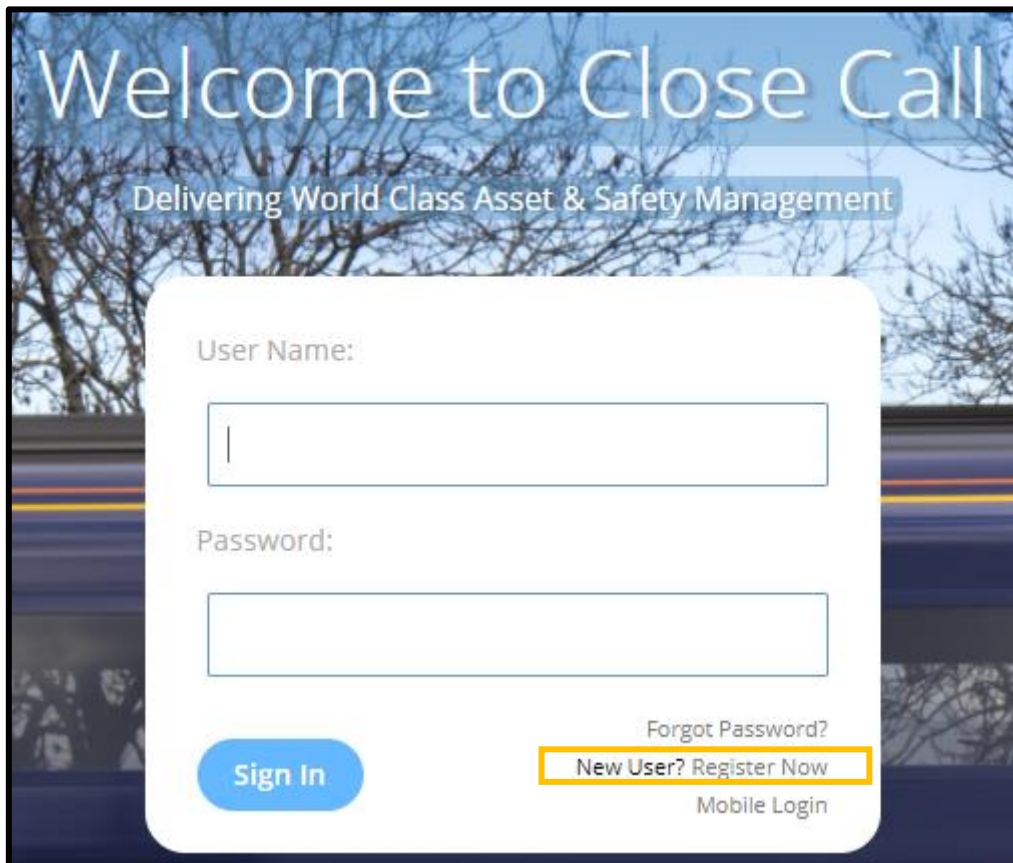 Welcome to Close Call
Delivering World Class Asset & Safety Management
User Name:
Password:
Forgot Password?
Sign In
New User? Register Now
Mobile Login